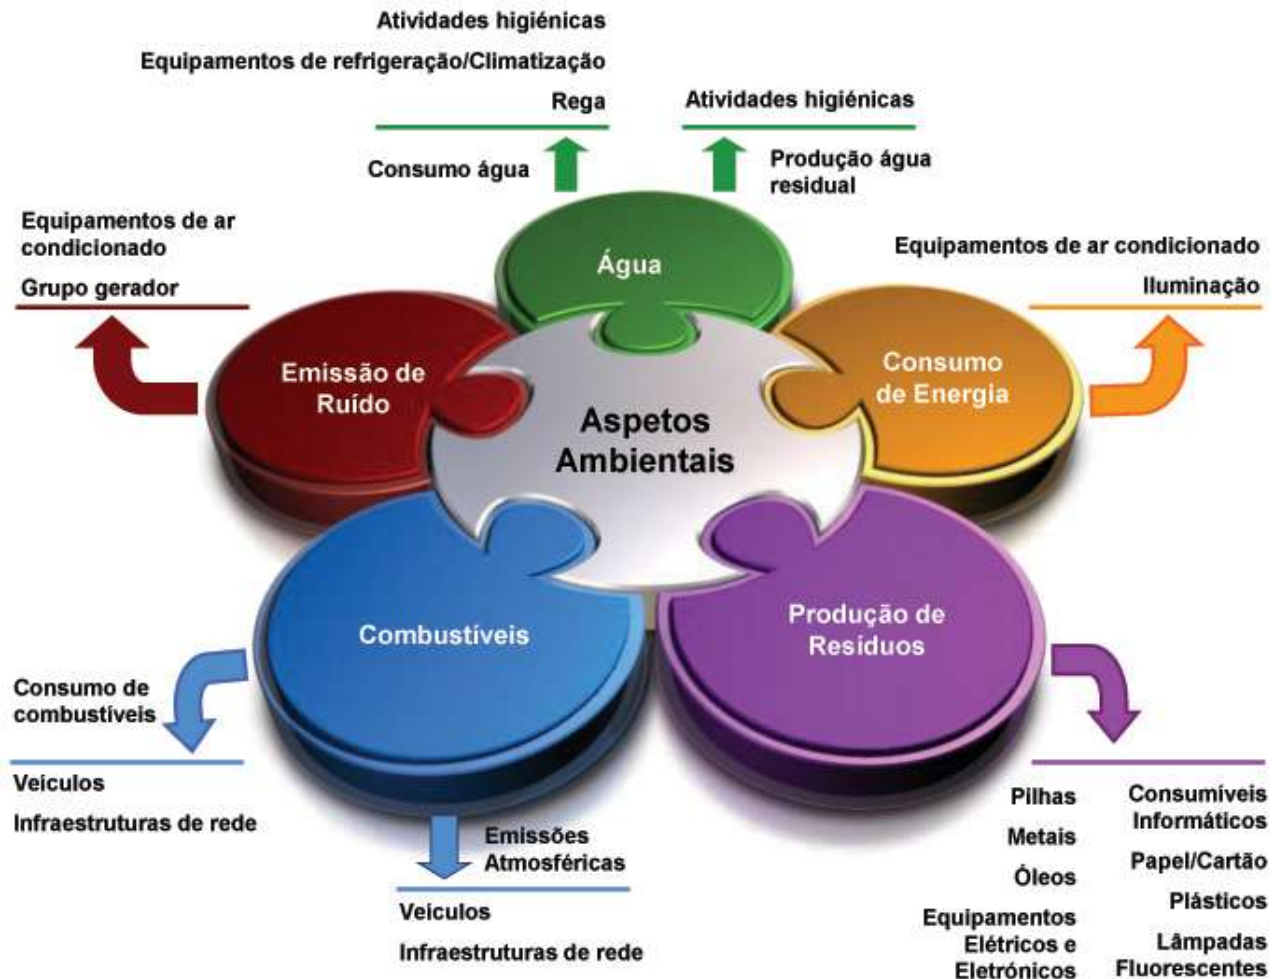 Atividades higiénicas
Equipamentos de refrigeração/Climatização
Rega
Consumo água
Atividades higiénicas
Produção água
residual
Equipamentos de ar
condicionado
Grupo gerador
Equipamentos de ar condicionado
Iluminação
Água
Emissão de
Ruído
Consumo
de Energia
Aspetos
Ambientais
Combustíveis
Produção de
Resíduos
Consumo de
combustíveis
Veículos
Infraestruturas de rede
Emissões
Atmosféricas
Veiculos
Infraestruturas de rede
Pilhas
Metais
Óleos
Equipamentos
Elétricos e
Eletrónicos
Consumíveis
Informáticos
Papel/Cartão
Plásticos
Lâmpadas
Fluorescentes